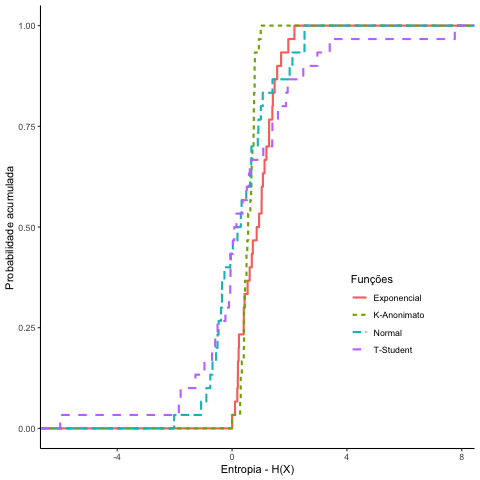 1.00
0.75
0.50
0.25
0.00
Probabilidade acumulada
-4
0
4
8
Entropia - H(X)
Funções
Exponencial
K-Anonimato
Normal
T-Student